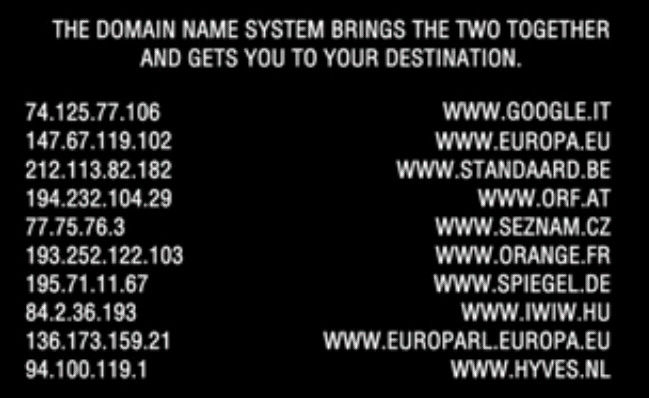 THE DOMAIN NAME SYSTEM BRINGS THE TWO TOGETHER
AND GETS YOU TO YOUR DESTINATION.
74.125.77.106 WWW.GOOGLE.IT
147.67.119.102 WWW.EUROPA.EU
212.113.82.182 WWW.STANDAARD.BE
194.232.104.29 WWW.ORF.AT
77.75.76.3 WWW.SEZNAM.CZ
193.252.122.103 WWW.ORANGE.FR
195.71.11.67 WWW.SPIEGEL.DE
84.2.36.193 WWW.IWIW.HU
136.173.159.21 WWW.EUROPARL.EUROPA.EU
94.100.119.1 WWW.HYVES.NL